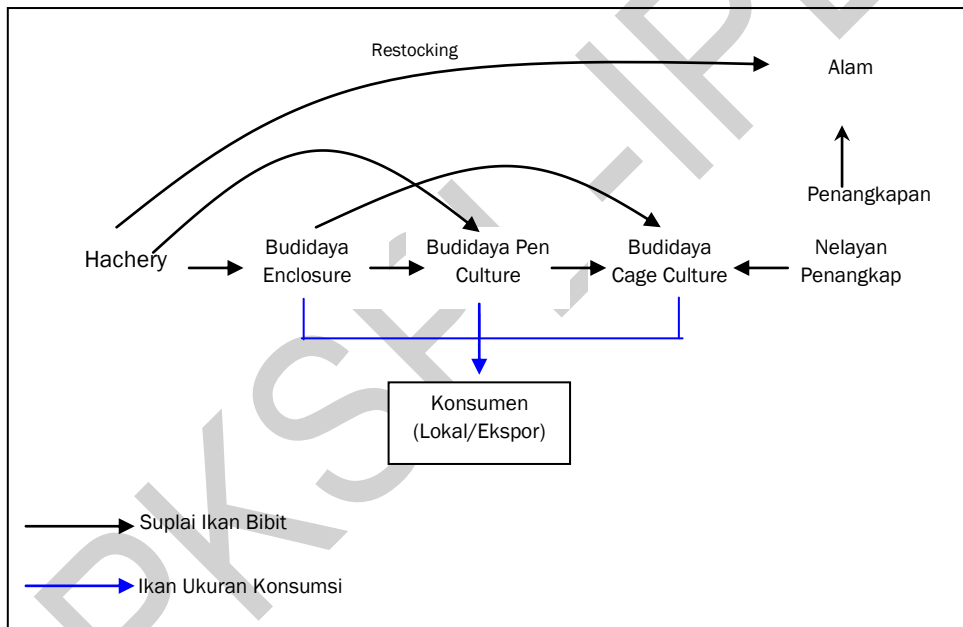 Restocking
Alam
Penangkapan
Hachery
Budidaya
Enclosure
Budidaya Pen
Culture
Budidaya
Cage Culture
Nelayan
Penangkap
Konsumen
(Lokal/Ekspor)
Suplai Ikan Bibit
Ikan Ukuran Konsumsi